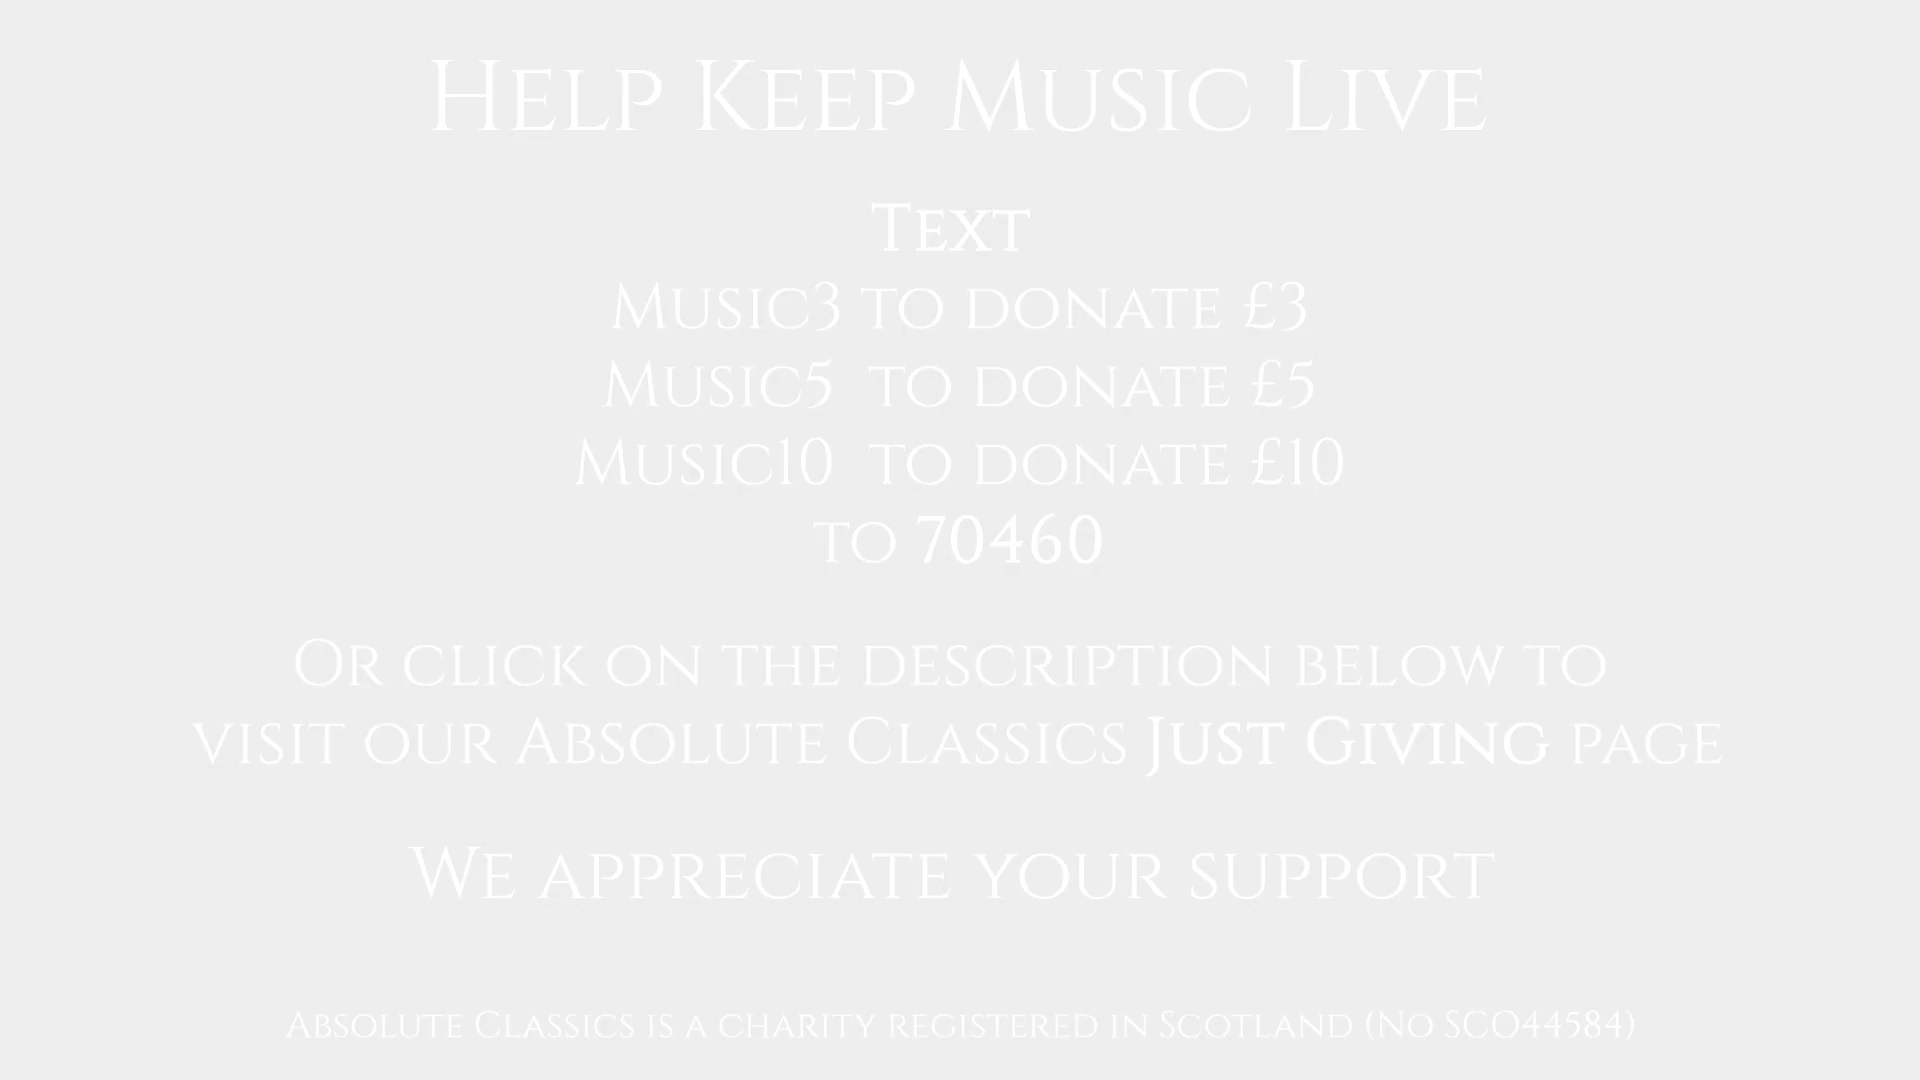 Help Keep Music Live
Text
Music3 to donate £3
Music5 to donate £5
Music10 to donate £10
to 70460
Or click on the description below to
visit our Absolute Classics Just Giving page
We appreciate your support
Absolute Classics is a charity registered in Scotland (No SCO44584)